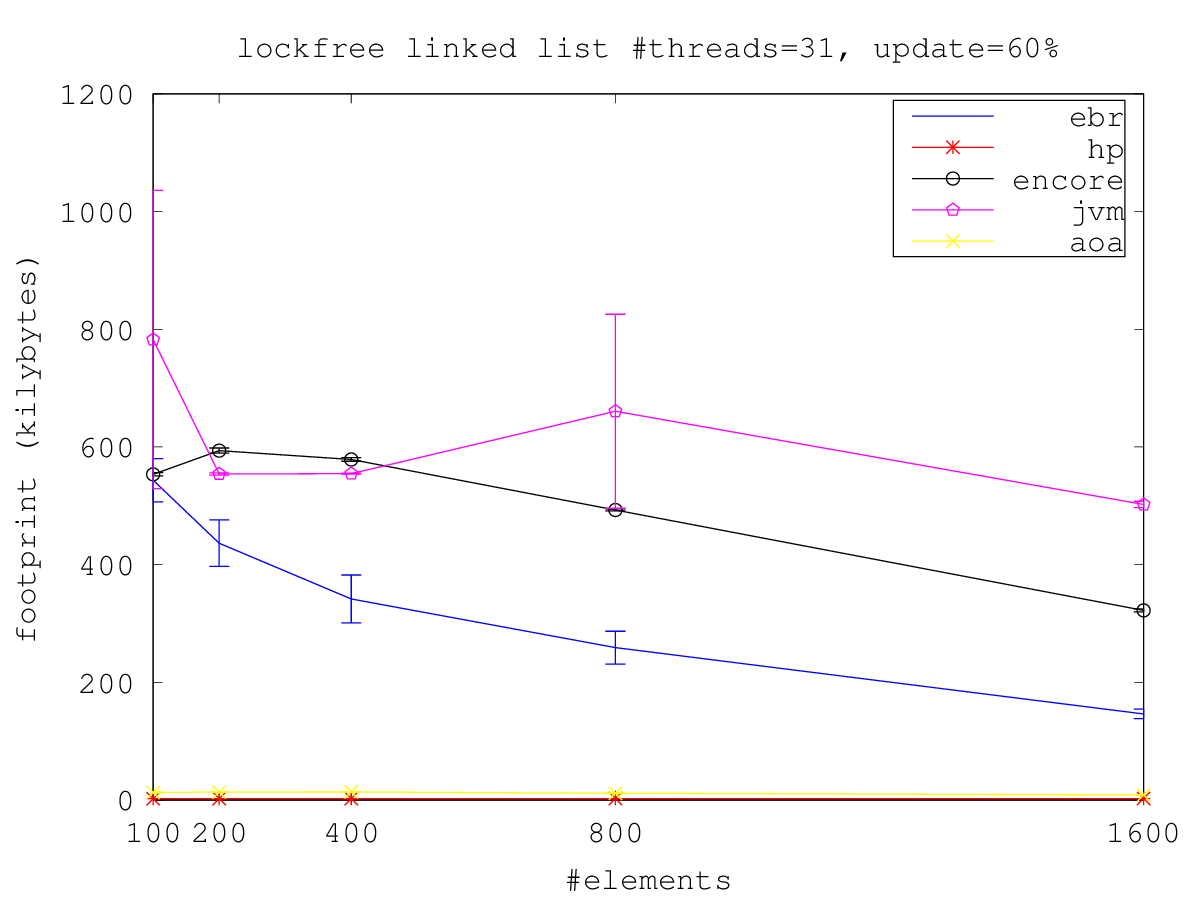 lockfree linked list #threads=31, update=60%
1200
1000
800
600
400
200
0
footprint (kilybytes)
ebr
hp
encore
jvm
aoa
100 200 400 800 1600
#elements